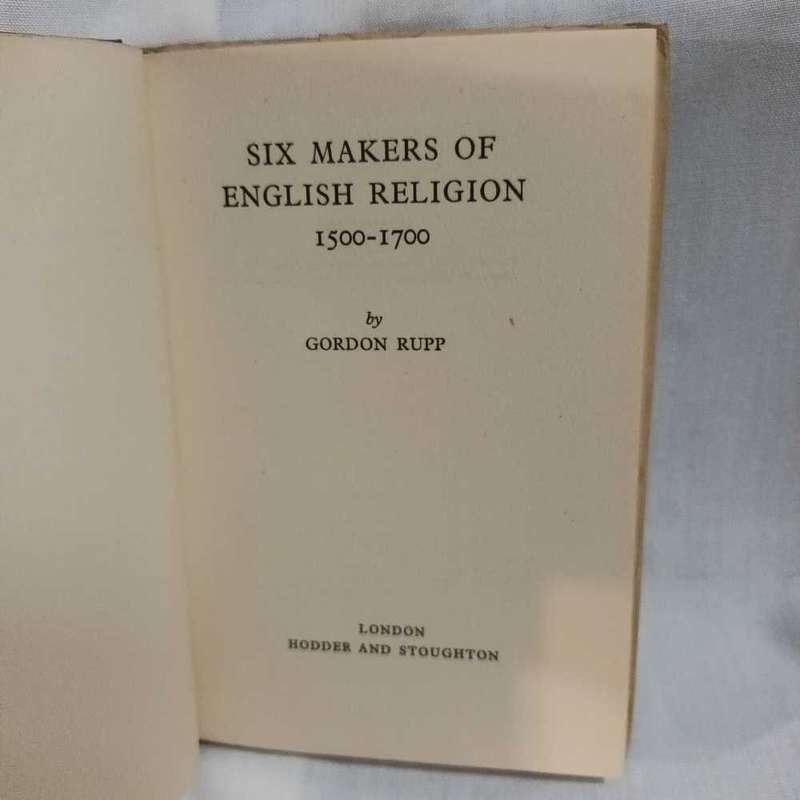 SIX MAKERS OF
ENGLISH RELIGION
1500-1700
by
GORDON RUPP
LONDON
HODDER AND STOUGHTON